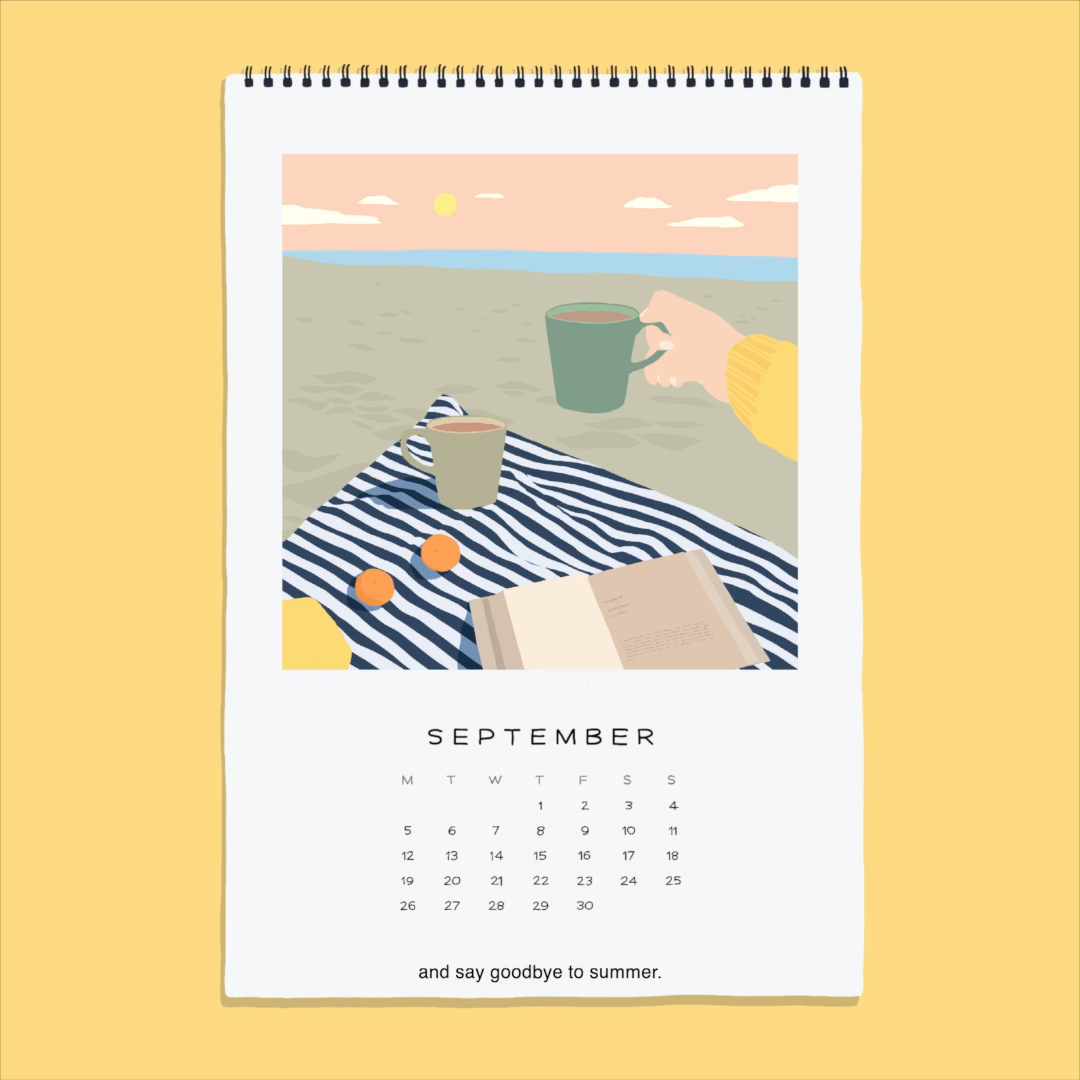 SEPTEMBER
M T W T F S S
1 2 3 4
5 6 7 8 9 10 11
12 13 14 15 16 17 18
19 20 21 22 23 24 25
26 27 28 29 30
and say goodbye to summer.